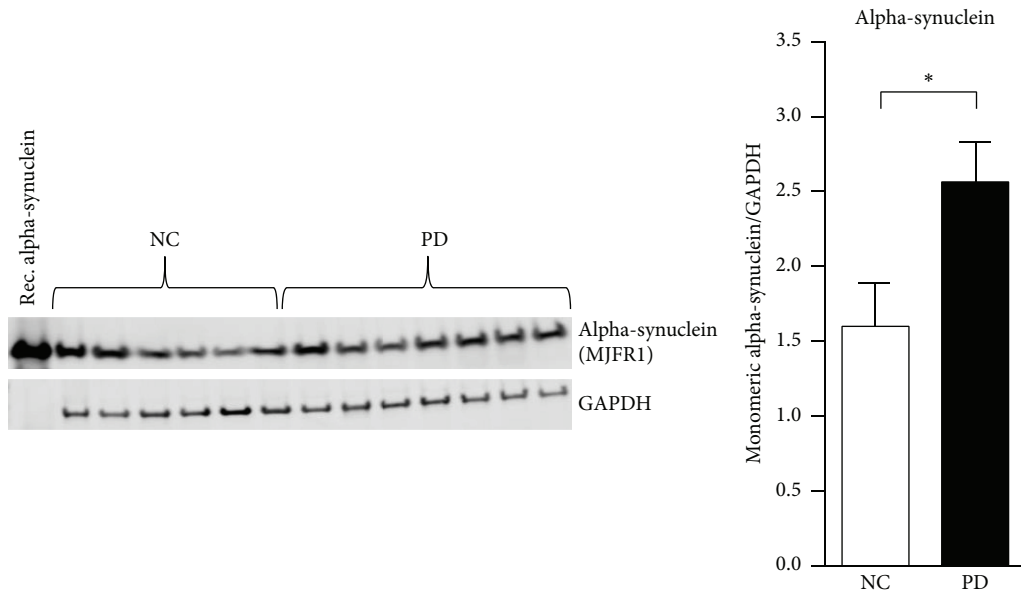 Rec. alpha-synuclein
NC
PD
Alpha-synuclein
(MJFR1)
GAPDH
Alpha-synuclein
Monomeric alpha-synuclein/GAPDH
3.5
3.0
2.5
2.0
1.5
1.0
0.5
0.0
*
NC
PD